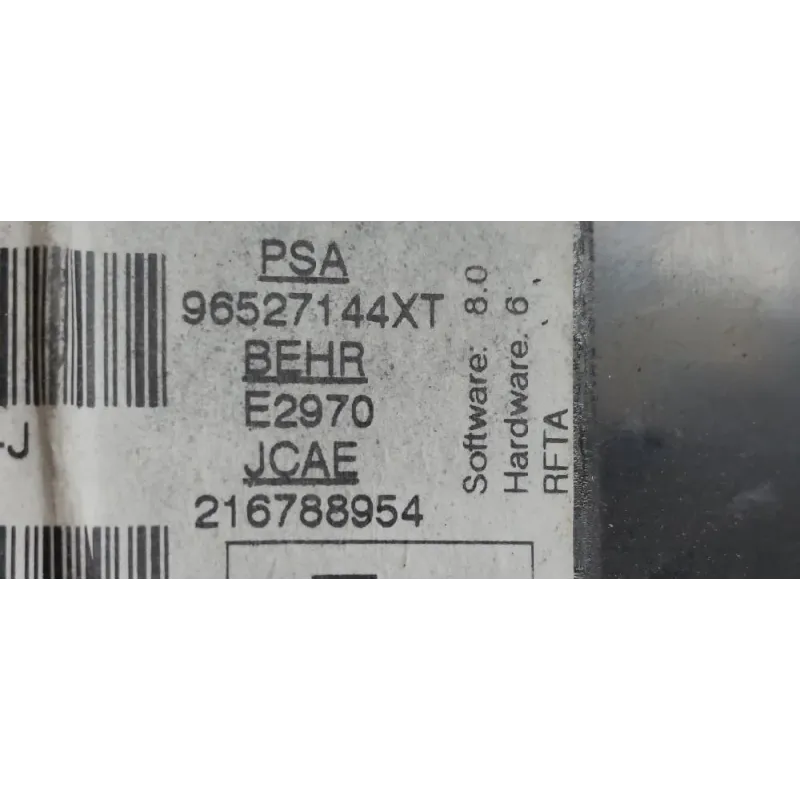 PSA
96527144XT
BEHR
E2970
JCAE
216788954
-J
Software: 8.0
Hardware: 6
RFTA